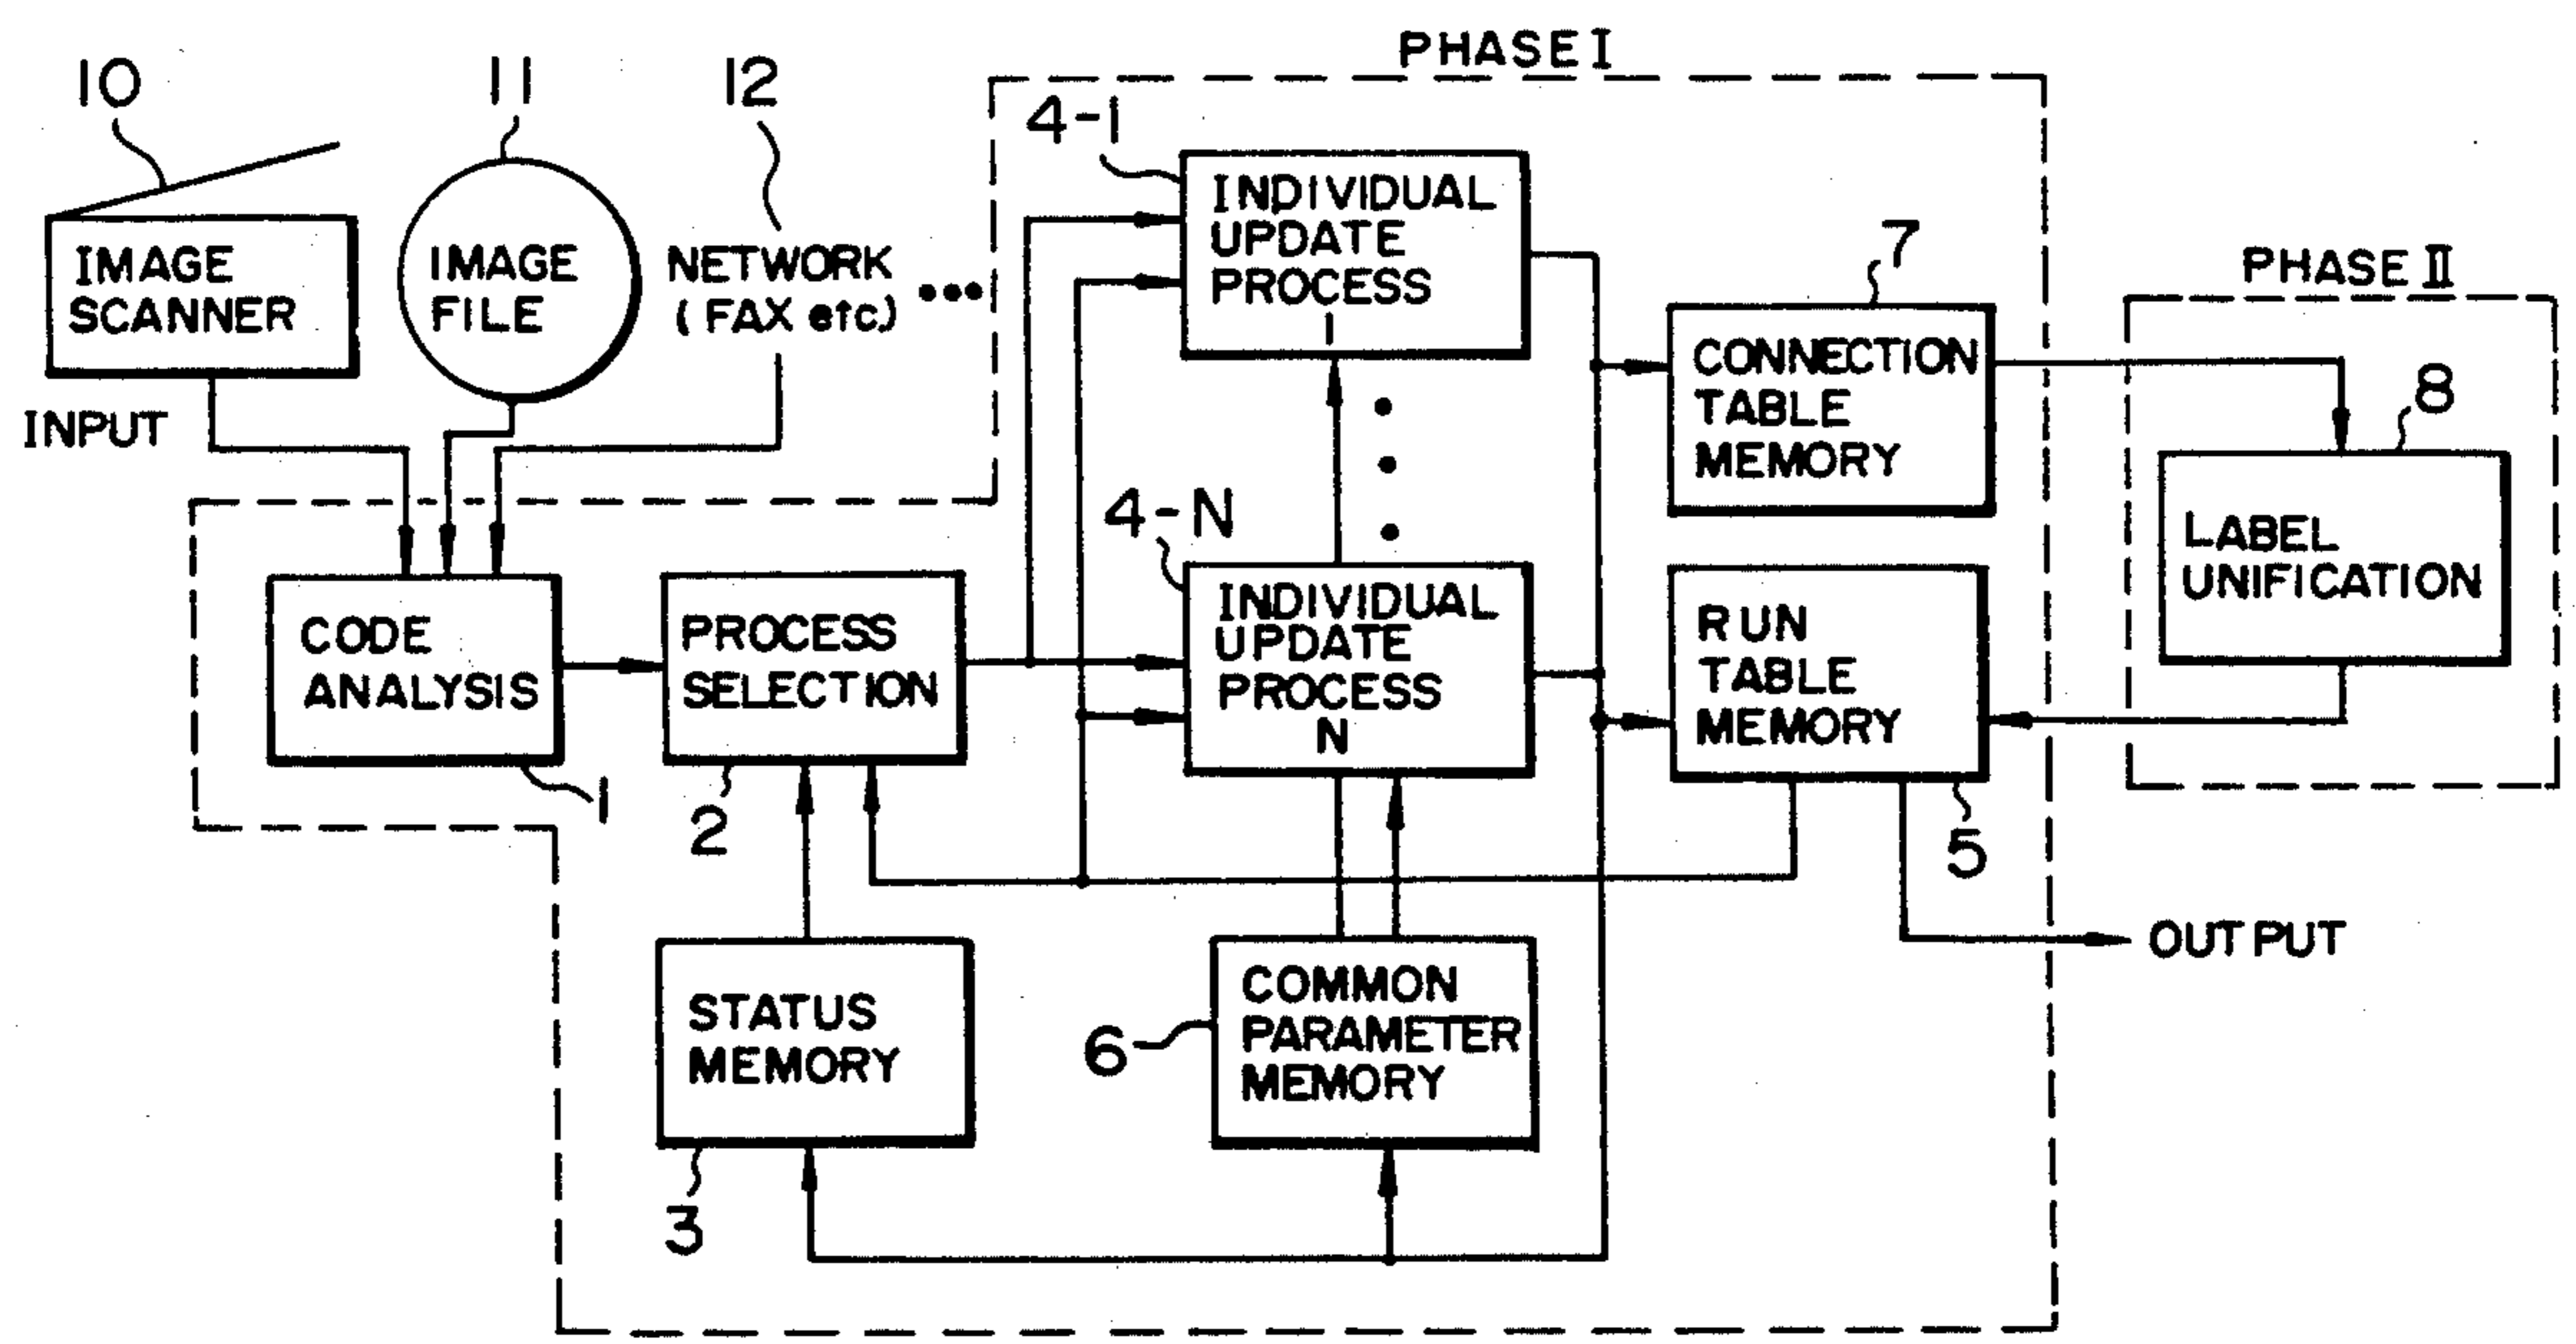 PHASE I
10
11
12
4-1
INDIVIDUAL
UPDATE
PROCESS
1
IMAGE
SCANNER
IMAGE
FILE
NETWORK
( FAX etc.)
•••
7
PHASE II
CONNECTION
TABLE
MEMORY
8
INPUT
LABEL
UNIFICATION
4-N
INDIVIDUAL
UPDATE
PROCESS
N
CODE
ANALYSIS
PROCESS
SELECTION
RUN
TABLE
MEMORY
1
2
5
OUTPUT
STATUS
MEMORY
COMMON
PARAMETER
MEMORY
6
3